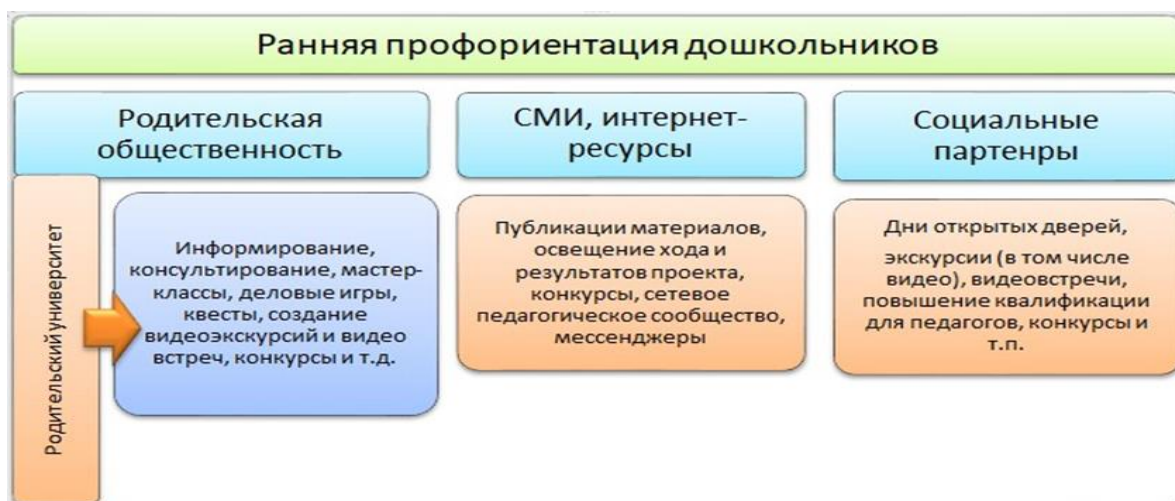 Ранняя профориентация дошкольников
Родительская
общественность
СМИ, интернет-
ресурсы
Социальные
партенры
Родительский университет
Информирование,
консультирование, мастер-
классы, деловые игры,
квесты, создание
видеоэкскурсий и видео
встреч, конкурсы и т.д.
Публикации материалов,
освещение хода и
результатов проекта,
конкурсы, сетевое
педагогическое сообщество,
мессенджеры
Дни открытых дверей,
экскурсии (в том числе
видео), видеовстречи,
повышение квалификации
для педагогов, конкурсы и
т.п.